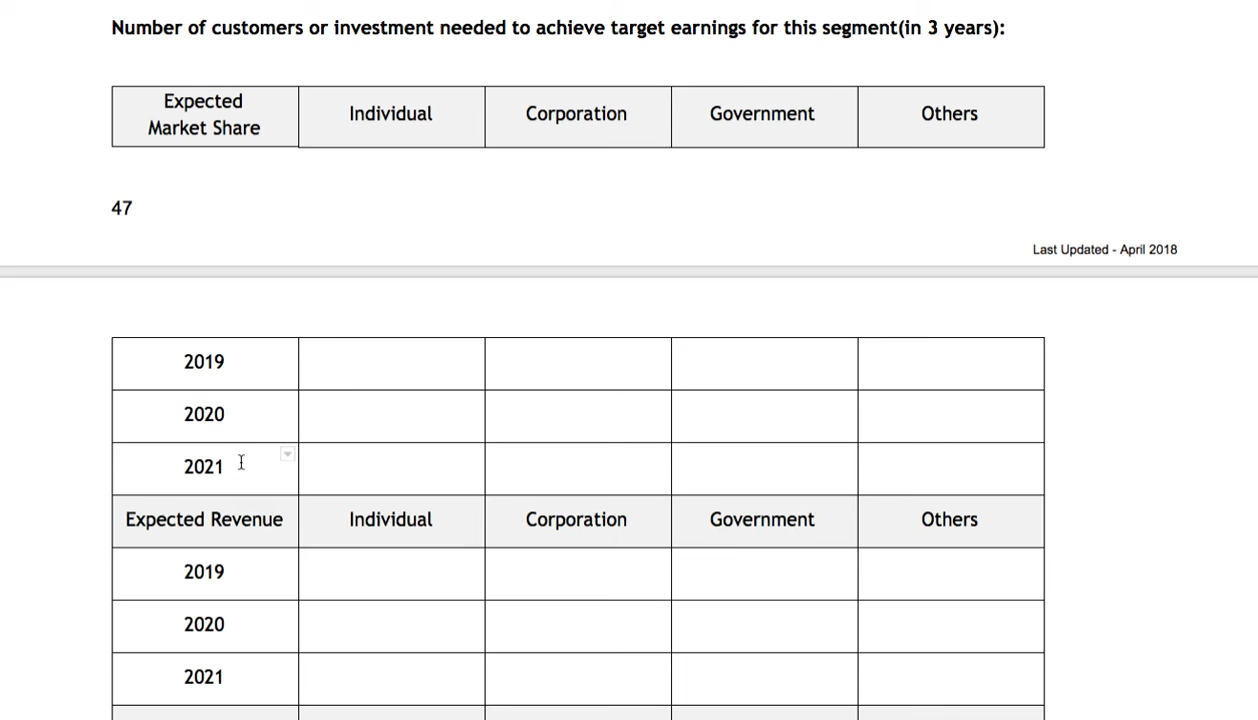 Number of customers or investment needed to achieve target earnings for this segment(in 3 years):
Expected
Market Share
Individual
Corporation
Government
Others
47
Last Updated - April 2018
2019
2020
2021
Expected Revenue
Individual
Corporation
Government
Others
2019
2020
2021